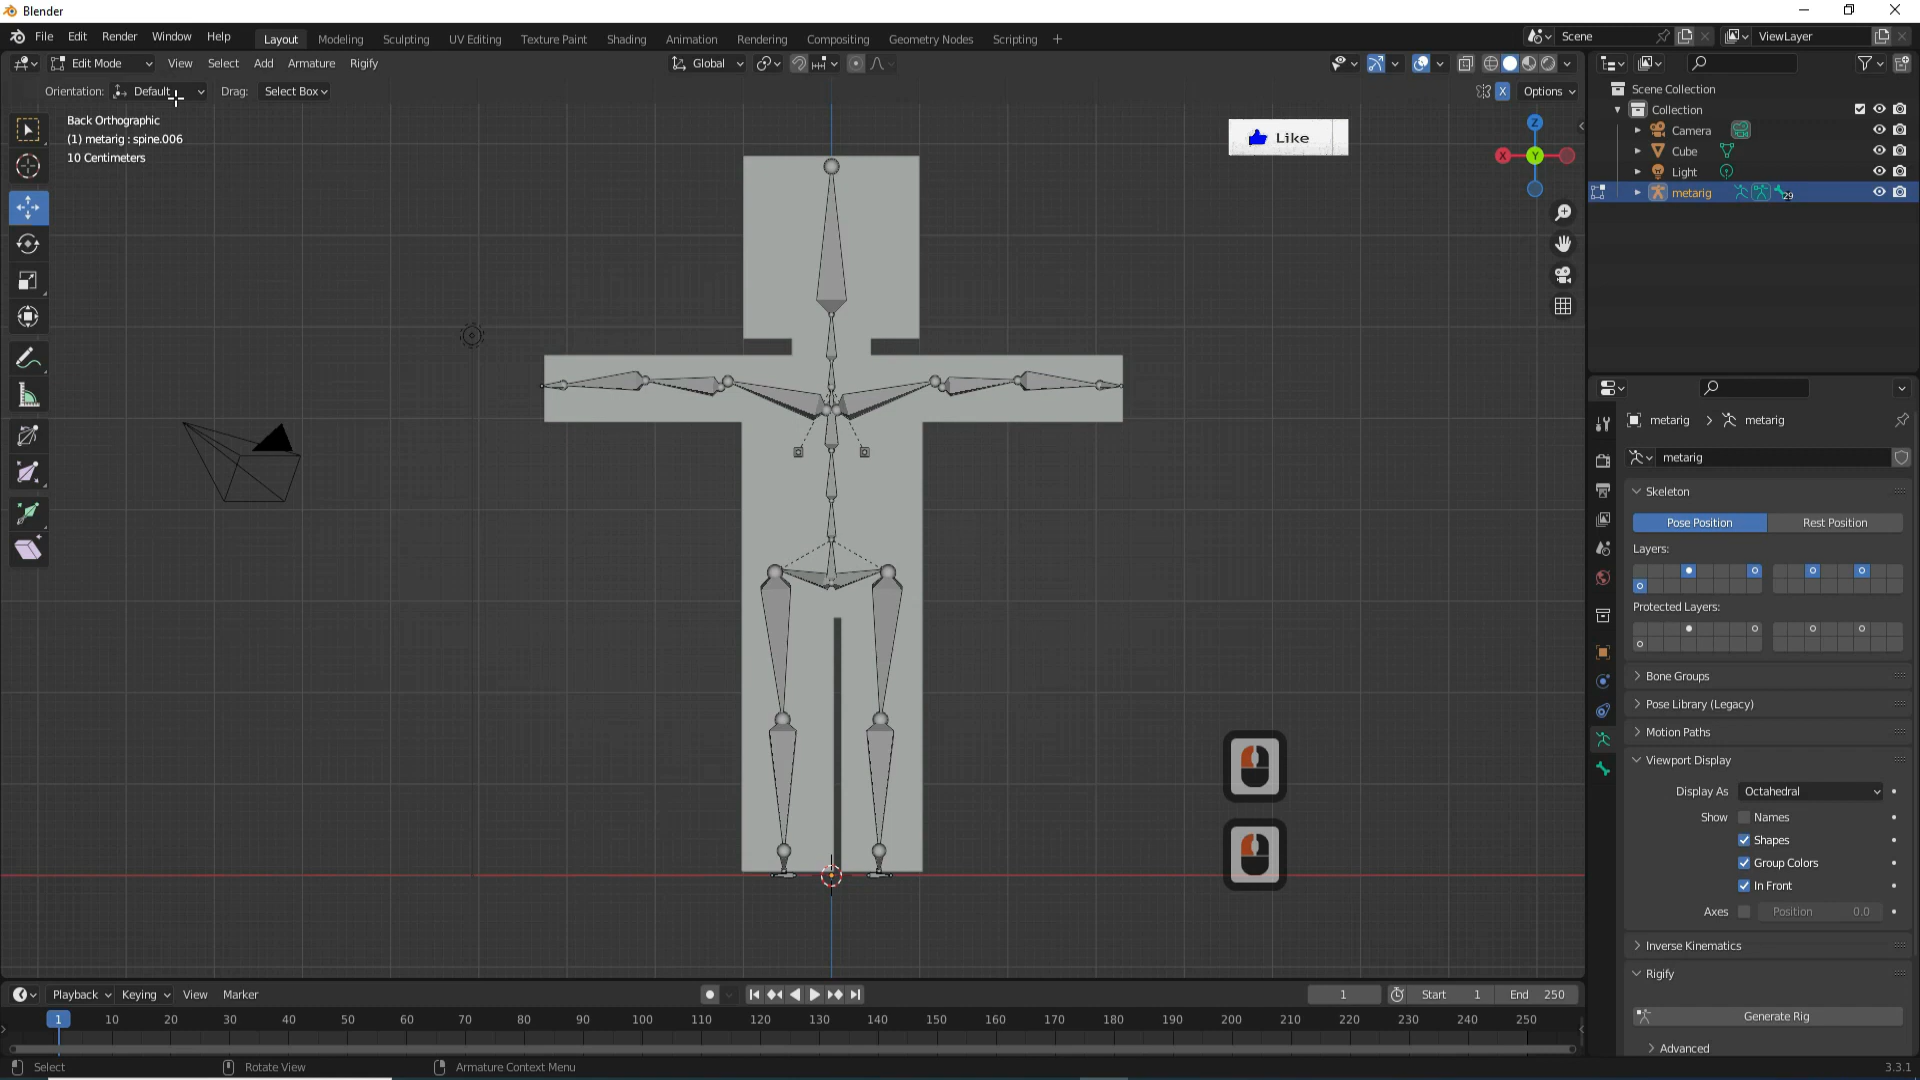 Blender
File Edit Render Window Help
Layout Modeling Sculpting UV Editing Texture Paint Shading Animation Rendering Compositing Geometry Nodes Scripting +
Scene
ViewLayer
Edit Mode View Select Add Armature Rigify
Global
Orientation: Default Drag: Select Box
X Options
Back Orthographic
(1) metarig : spine.006
10 Centimeters
Like
Z
X
Y
Scene Collection
Collection
Camera
Cube
Light
metarig
29
metarig > metarig
metarig
Skeleton
Pose Position Rest Position
Layers:
Protected Layers:
Bone Groups
Pose Library (Legacy)
Motion Paths
Viewport Display
Display As Octahedral
Show Names
Shapes
Group Colors
In Front
Axes Position 0.0
Inverse Kinematics
Rigify
Generate Rig
Advanced
Playback Keying View Marker
1 Start 1 End 250
1 10 20 30 40 50 60 70 80 90 100 110 120 130 140 150 160 170 180 190 200 210 220 230 240 250
Select Rotate View Armature Context Menu
3.3.1